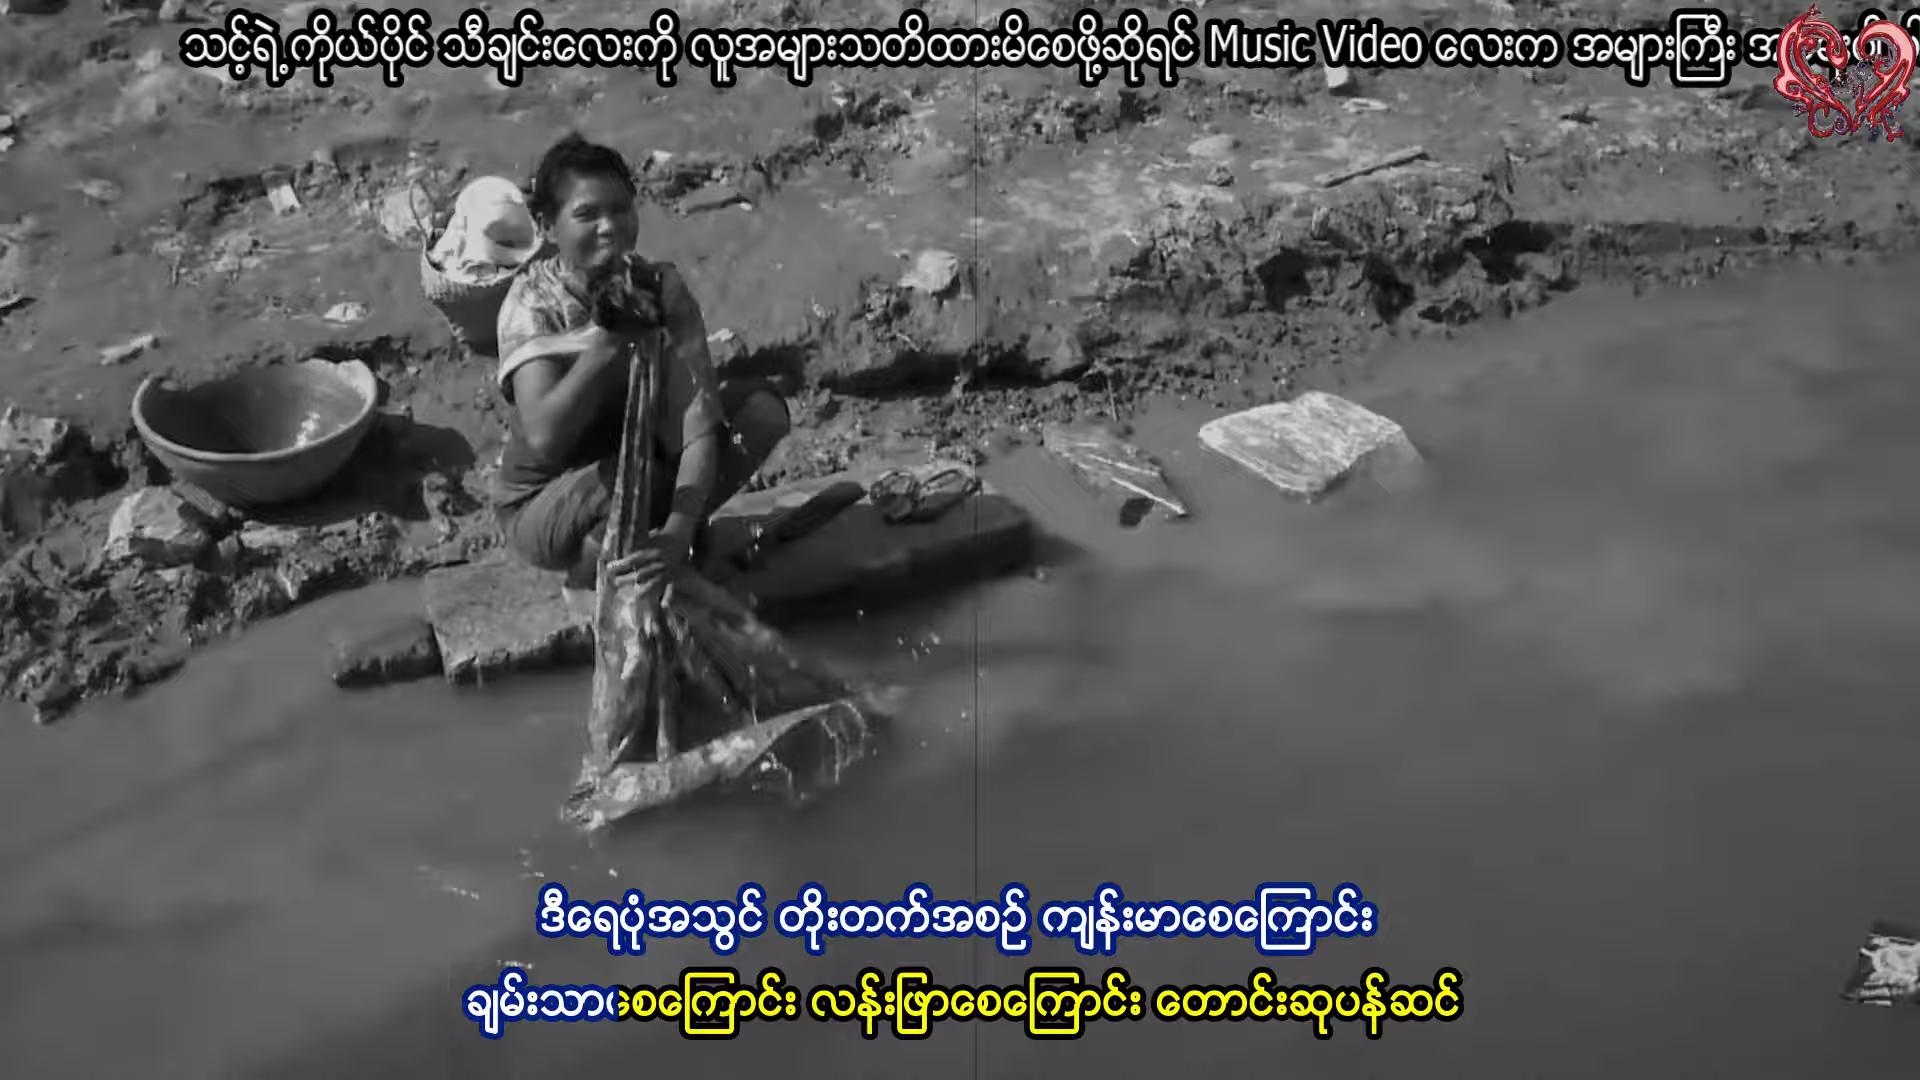 သင့်ရဲ့ကိုယ်ပိုင် သီချင်းလေးကို လူအများသတိထားမိစေဖို့ဆိုရင် Music Video လေးက အများကြီး
ဒီရေပုံအသွင် တိုးတက်အစဉ် ကျန်းမာစေကြောင်း
ချမ်းသာစေကြောင်း လန်းဖြာစေကြောင်း တောင်းဆုပန်ဆင်